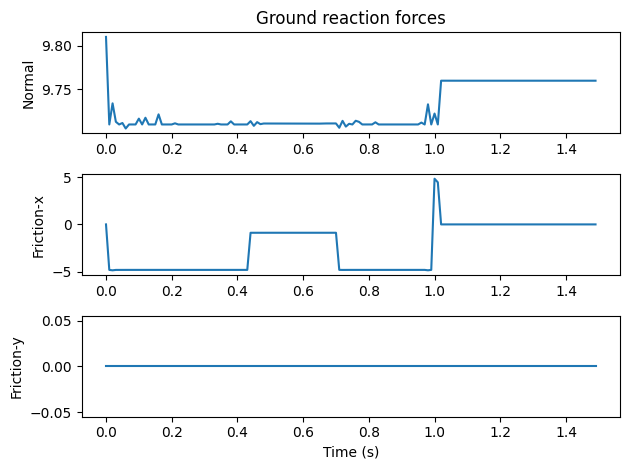 Ground reaction forces
9.80
9.75
Normal
0.0 0.2 0.4 0.6 0.8 1.0 1.2 1.4
5
0
−5
Friction-x
0.0 0.2 0.4 0.6 0.8 1.0 1.2 1.4
0.05
0.00
−0.05
Friction-y
0.0 0.2 0.4 0.6 0.8 1.0 1.2 1.4
Time (s)